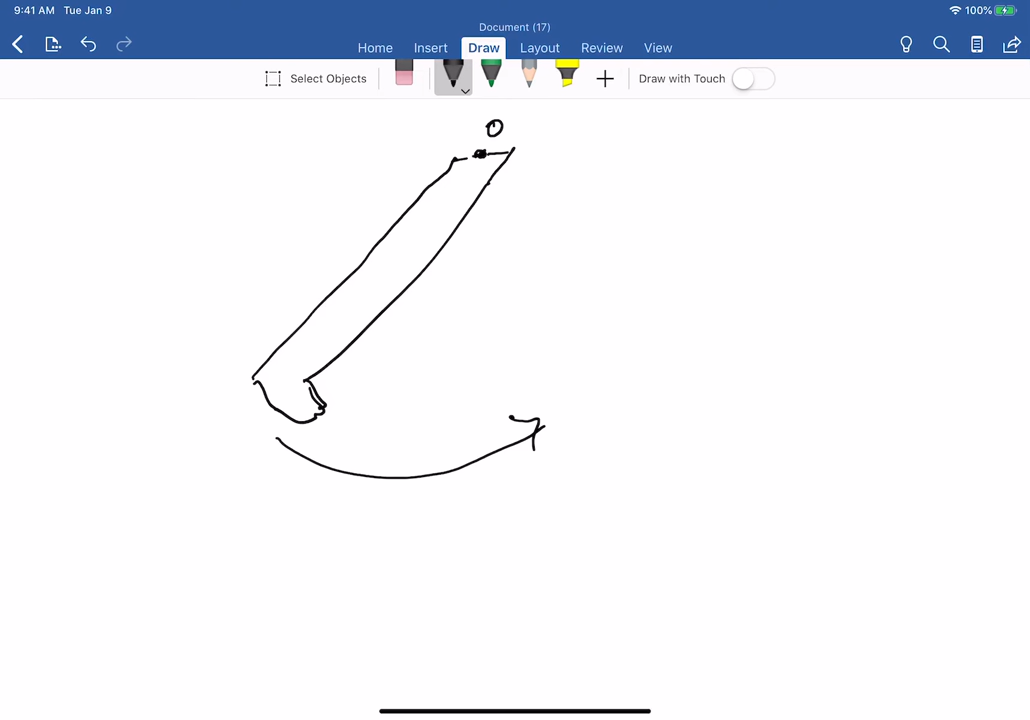 9:41 AM Tue Jan 9 100%
Document (17)
Home Insert Draw Layout Review View
Select Objects Draw with Touch
O